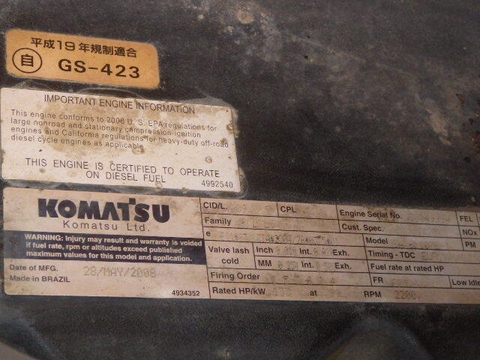 平成19年規制適合
自 GS-423
IMPORTANT ENGINE INFORMATION
This engine conforms to 2006 U.S. EPA regulations for
large nonroad and stationary compression-ignition
engines and California regulations for heavy-duty off-road
diesel cycle engines as applicable
THIS ENGINE IS CERTIFIED TO OPERATE
ON DIESEL FUEL
4992540
KOMATSU
Komatsu Ltd.
WARNING: Injury may result and warranty is voided
if fuel rate, rpm or altitudes exceed published
maximum values for this model and application.
Date of MFG. 28/MAY/2008
Made in BRAZIL 4934352
CID/L. CPL Engine Serial No. FEL
Family Cust. Spec. NOx
Model PM
Valve lash Inch Int. Exh. Timing - TDC
cold MM Int. Exh. Fuel rate at rated HP
Firing Order FR Low Idle
Rated HP/kW at RPM 2200